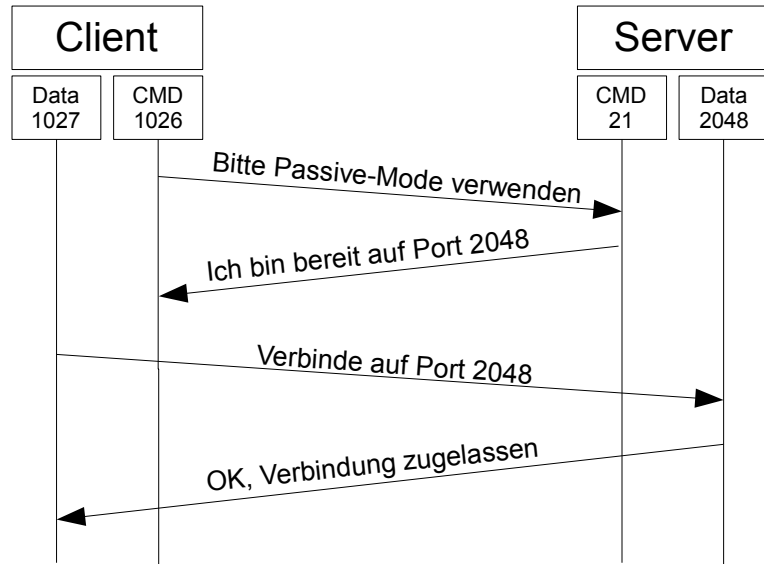 Client
Server
Data
1027
CMD
1026
CMD
21
Data
2048
Bitte Passive-Mode verwenden
Ich bin bereit auf Port 2048
Verbinde auf Port 2048
OK, Verbindung zugelassen